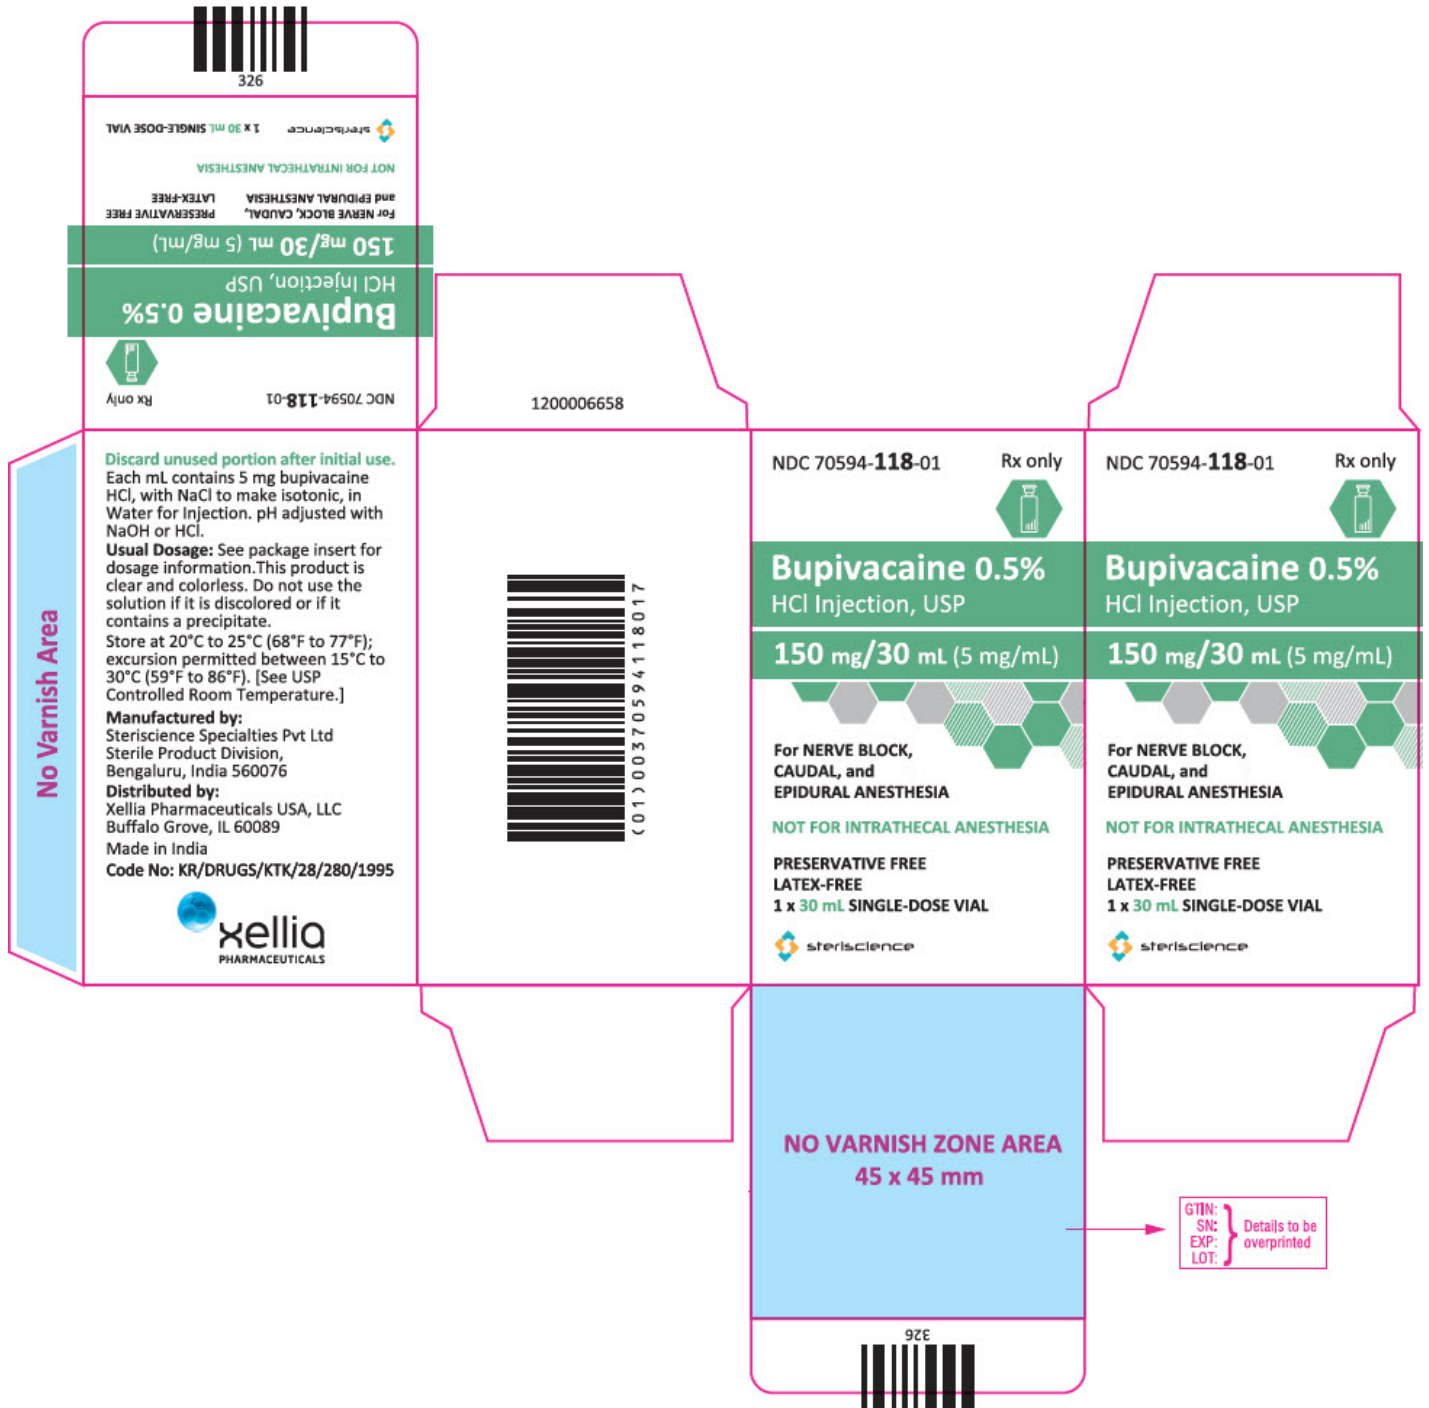 326
NDC 70594-118-01
Rx only
Bupivacaine 0.5%
HCl Injection, USP
150 mg/30 mL (5 mg/mL)
For NERVE BLOCK, CAUDAL,
and EPIDURAL ANESTHESIA
PRESERVATIVE FREE
LATEX-FREE
NOT FOR INTRATHECAL ANESTHESIA
steriscience
1 x 30 mL SINGLE-DOSE VIAL
No Varnish Area
Discard unused portion after initial use.
Each mL contains 5 mg bupivacaine
HCl, with NaCl to make isotonic, in
Water for Injection. pH adjusted with
NaOH or HCl.
Usual Dosage: See package insert for
dosage information.This product is
clear and colorless. Do not use the
solution if it is discolored or if it
contains a precipitate.
Store at 20°C to 25°C (68°F to 77°F);
excursion permitted between 15°C to
30°C (59°F to 86°F). [See USP
Controlled Room Temperature.]
Manufactured by:
Steriscience Specialties Pvt Ltd
Sterile Product Division,
Bengaluru, India 560076
Distributed by:
Xellia Pharmaceuticals USA, LLC
Buffalo Grove, IL 60089
Made in India
Code No: KR/DRUGS/KTK/28/280/1995
xellia
PHARMACEUTICALS
1200006658
(01)00370594118017
NDC 70594-118-01
Rx only
Bupivacaine 0.5%
HCl Injection, USP
150 mg/30 mL (5 mg/mL)
For NERVE BLOCK,
CAUDAL, and
EPIDURAL ANESTHESIA
NOT FOR INTRATHECAL ANESTHESIA
PRESERVATIVE FREE
LATEX-FREE
1 x 30 mL SINGLE-DOSE VIAL
steriscience
NDC 70594-118-01
Rx only
Bupivacaine 0.5%
HCl Injection, USP
150 mg/30 mL (5 mg/mL)
For NERVE BLOCK,
CAUDAL, and
EPIDURAL ANESTHESIA
NOT FOR INTRATHECAL ANESTHESIA
PRESERVATIVE FREE
LATEX-FREE
1 x 30 mL SINGLE-DOSE VIAL
steriscience
NO VARNISH ZONE AREA
45 x 45 mm
GTIN:
SN:
EXP:
LOT:
Details to be
overprinted
326